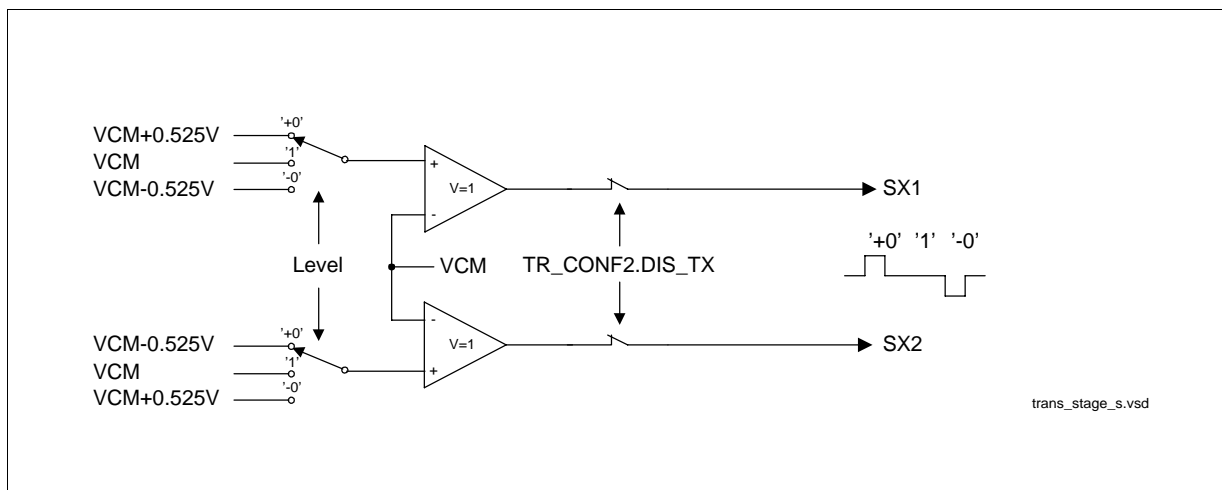 '+0'
VCM+0.525V
'1'
VCM
'-0'
VCM-0.525V
+
V=1
-
SX1
'+0' '1' '-0'
Level
VCM
TR_CONF2.DIS_TX
'+0'
VCM-0.525V
'1'
VCM
'-0'
VCM+0.525V
-
V=1
+
SX2
trans_stage_s.vsd